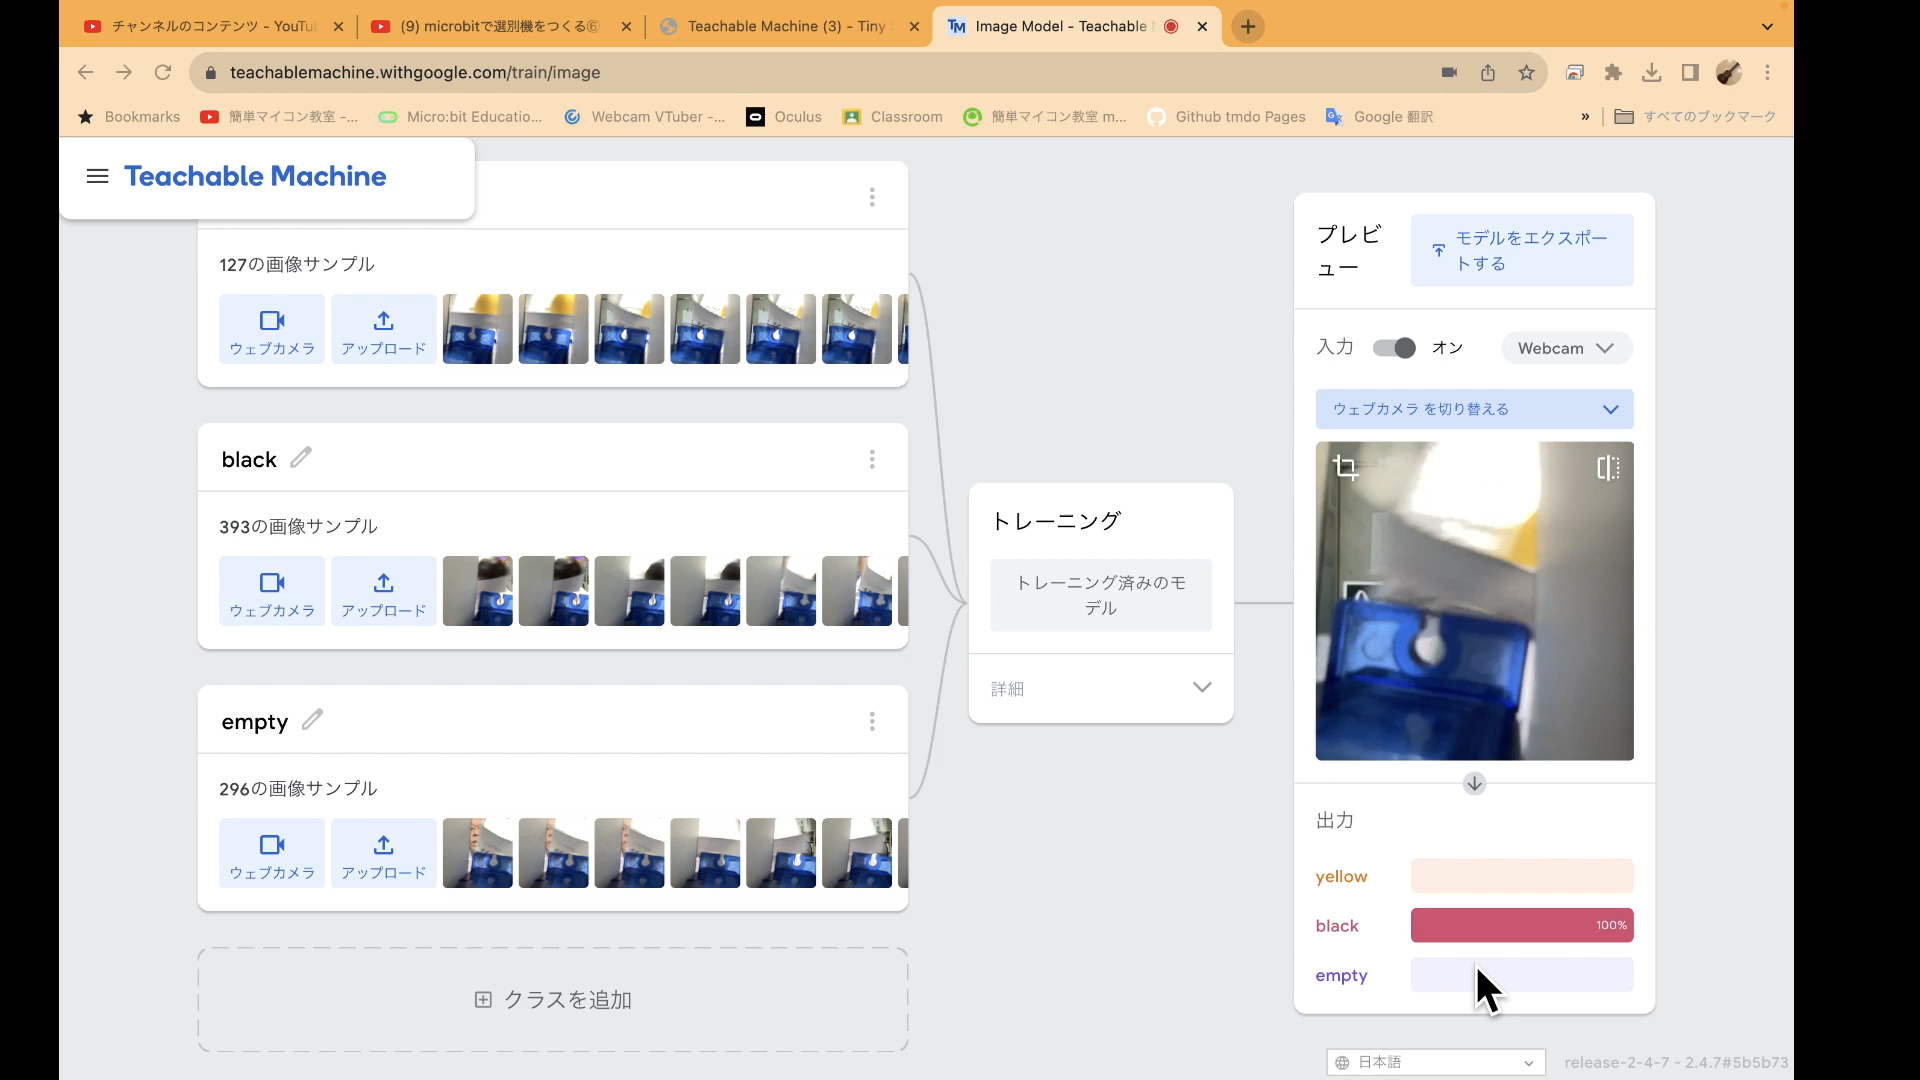 チャンネルのコンテンツ - YouTu
(9) microbitで選別機をつくる⑥
Teachable Machine (3) - Tiny
Image Model - Teachable
teachablemachine.withgoogle.com/train/image
Bookmarks
簡単マイコン教室 -...
Micro:bit Educatio...
Webcam VTuber -...
Oculus
Classroom
簡単マイコン教室 m...
Github tmdo Pages
Google 翻訳
»
すべてのブックマーク
Teachable Machine
127の画像サンプル
ウェブカメラ
アップロード
black
393の画像サンプル
ウェブカメラ
アップロード
empty
296の画像サンプル
ウェブカメラ
アップロード
クラスを追加
トレーニング
トレーニング済みのモ
デル
詳細
プレビ
ュー
モデルをエクスポー
トする
入力
オン
Webcam
ウェブカメラ を切り替える
出力
yellow
black
100%
empty
日本語
release-2-4-7 - 2.4.7#5b5b73